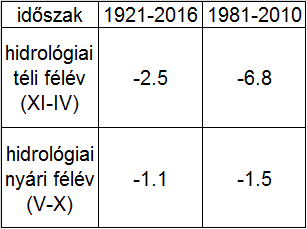 időszak 1921-2016 1981-2010
hidrológiai
téli félév
(XI-IV)
-2.5 -6.8
hidrológiai
nyári félév
(V-X)
-1.1 -1.5